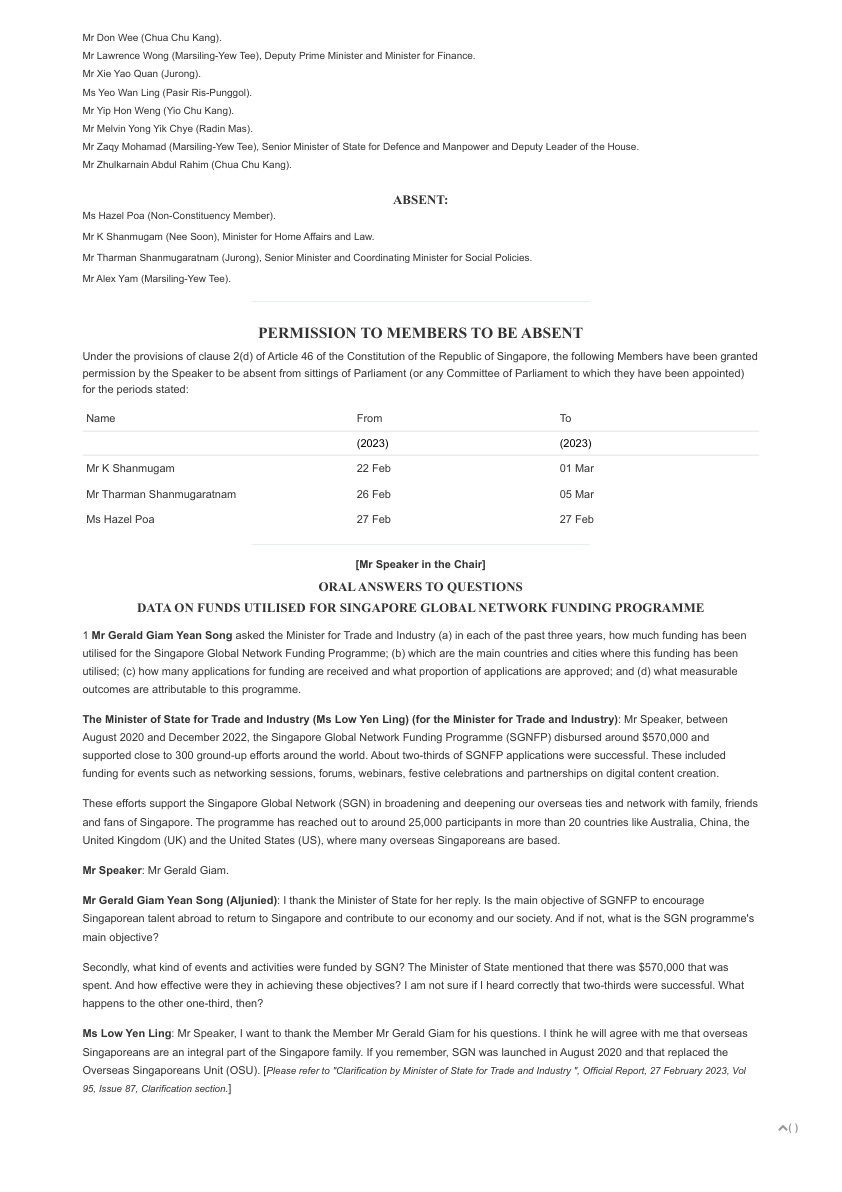 Mr Don Wee (Chua Chu Kang).
Mr Lawrence Wong (Marsiling-Yew Tee), Deputy Prime Minister and Minister for Finance.
Mr Xie Yao Quan (Jurong).
Ms Yeo Wan Ling (Pasir Ris-Punggol).
Mr Yip Hon Weng (Yio Chu Kang).
Mr Melvin Yong Yik Chye (Radin Mas).
Mr Zaqy Mohamad (Marsiling-Yew Tee), Senior Minister of State for Defence and Manpower and Deputy Leader of the House.
Mr Zhulkarnain Abdul Rahim (Chua Chu Kang).
ABSENT:
Ms Hazel Poa (Non-Constituency Member).
Mr K Shanmugam (Nee Soon), Minister for Home Affairs and Law.
Mr Tharman Shanmugaratnam (Jurong), Senior Minister and Coordinating Minister for Social Policies.
Mr Alex Yam (Marsiling-Yew Tee).
PERMISSION TO MEMBERS TO BE ABSENT
Under the provisions of clause 2(d) of Article 46 of the Constitution of the Republic of Singapore, the following Members have been granted
permission by the Speaker to be absent from sittings of Parliament (or any Committee of Parliament to which they have been appointed)
for the periods stated:
Name From To
(2023) (2023)
Mr K Shanmugam 22 Feb 01 Mar
Mr Tharman Shanmugaratnam 26 Feb 05 Mar
Ms Hazel Poa 27 Feb 27 Feb
[Mr Speaker in the Chair]
ORAL ANSWERS TO QUESTIONS
DATA ON FUNDS UTILISED FOR SINGAPORE GLOBAL NETWORK FUNDING PROGRAMME
1 Mr Gerald Giam Yean Song asked the Minister for Trade and Industry (a) in each of the past three years, how much funding has been
utilised for the Singapore Global Network Funding Programme; (b) which are the main countries and cities where this funding has been
utilised; (c) how many applications for funding are received and what proportion of applications are approved; and (d) what measurable
outcomes are attributable to this programme.
The Minister of State for Trade and Industry (Ms Low Yen Ling) (for the Minister for Trade and Industry): Mr Speaker, between
August 2020 and December 2022, the Singapore Global Network Funding Programme (SGNFP) disbursed around $570,000 and
supported close to 300 ground-up efforts around the world. About two-thirds of SGNFP applications were successful. These included
funding for events such as networking sessions, forums, webinars, festive celebrations and partnerships on digital content creation.
These efforts support the Singapore Global Network (SGN) in broadening and deepening our overseas ties and network with family, friends
and fans of Singapore. The programme has reached out to around 25,000 participants in more than 20 countries like Australia, China, the
United Kingdom (UK) and the United States (US), where many overseas Singaporeans are based.
Mr Speaker: Mr Gerald Giam.
Mr Gerald Giam Yean Song (Aljunied): I thank the Minister of State for her reply. Is the main objective of SGNFP to encourage
Singaporean talent abroad to return to Singapore and contribute to our economy and our society. And if not, what is the SGN programme's
main objective?
Secondly, what kind of events and activities were funded by SGN? The Minister of State mentioned that there was $570,000 that was
spent. And how effective were they in achieving these objectives? I am not sure if I heard correctly that two-thirds were successful. What
happens to the other one-third, then?
Ms Low Yen Ling: Mr Speaker, I want to thank the Member Mr Gerald Giam for his questions. I think he will agree with me that overseas
Singaporeans are an integral part of the Singapore family. If you remember, SGN was launched in August 2020 and that replaced the
Overseas Singaporeans Unit (OSU). [Please refer to "Clarification by Minister of State for Trade and Industry ", Official Report, 27 February 2023, Vol
95, Issue 87, Clarification section.]
( )